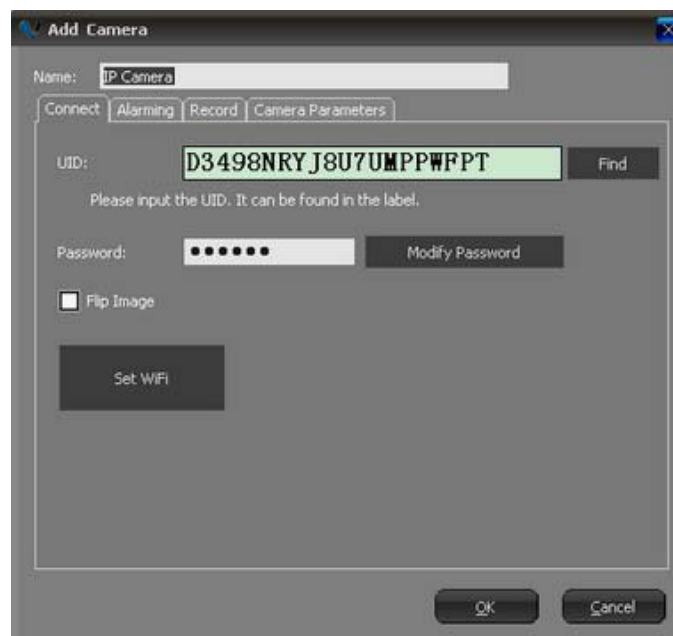 Add Camera
Name: IP Camera
Connect Alarming Record Camera Parameters
UID: D3498NRYJ8U7UMPPWFPT Find
Please input the UID. It can be found in the label.
Password: ●●●●●● Modify Password
Flip Image
Set WiFi
OK Cancel